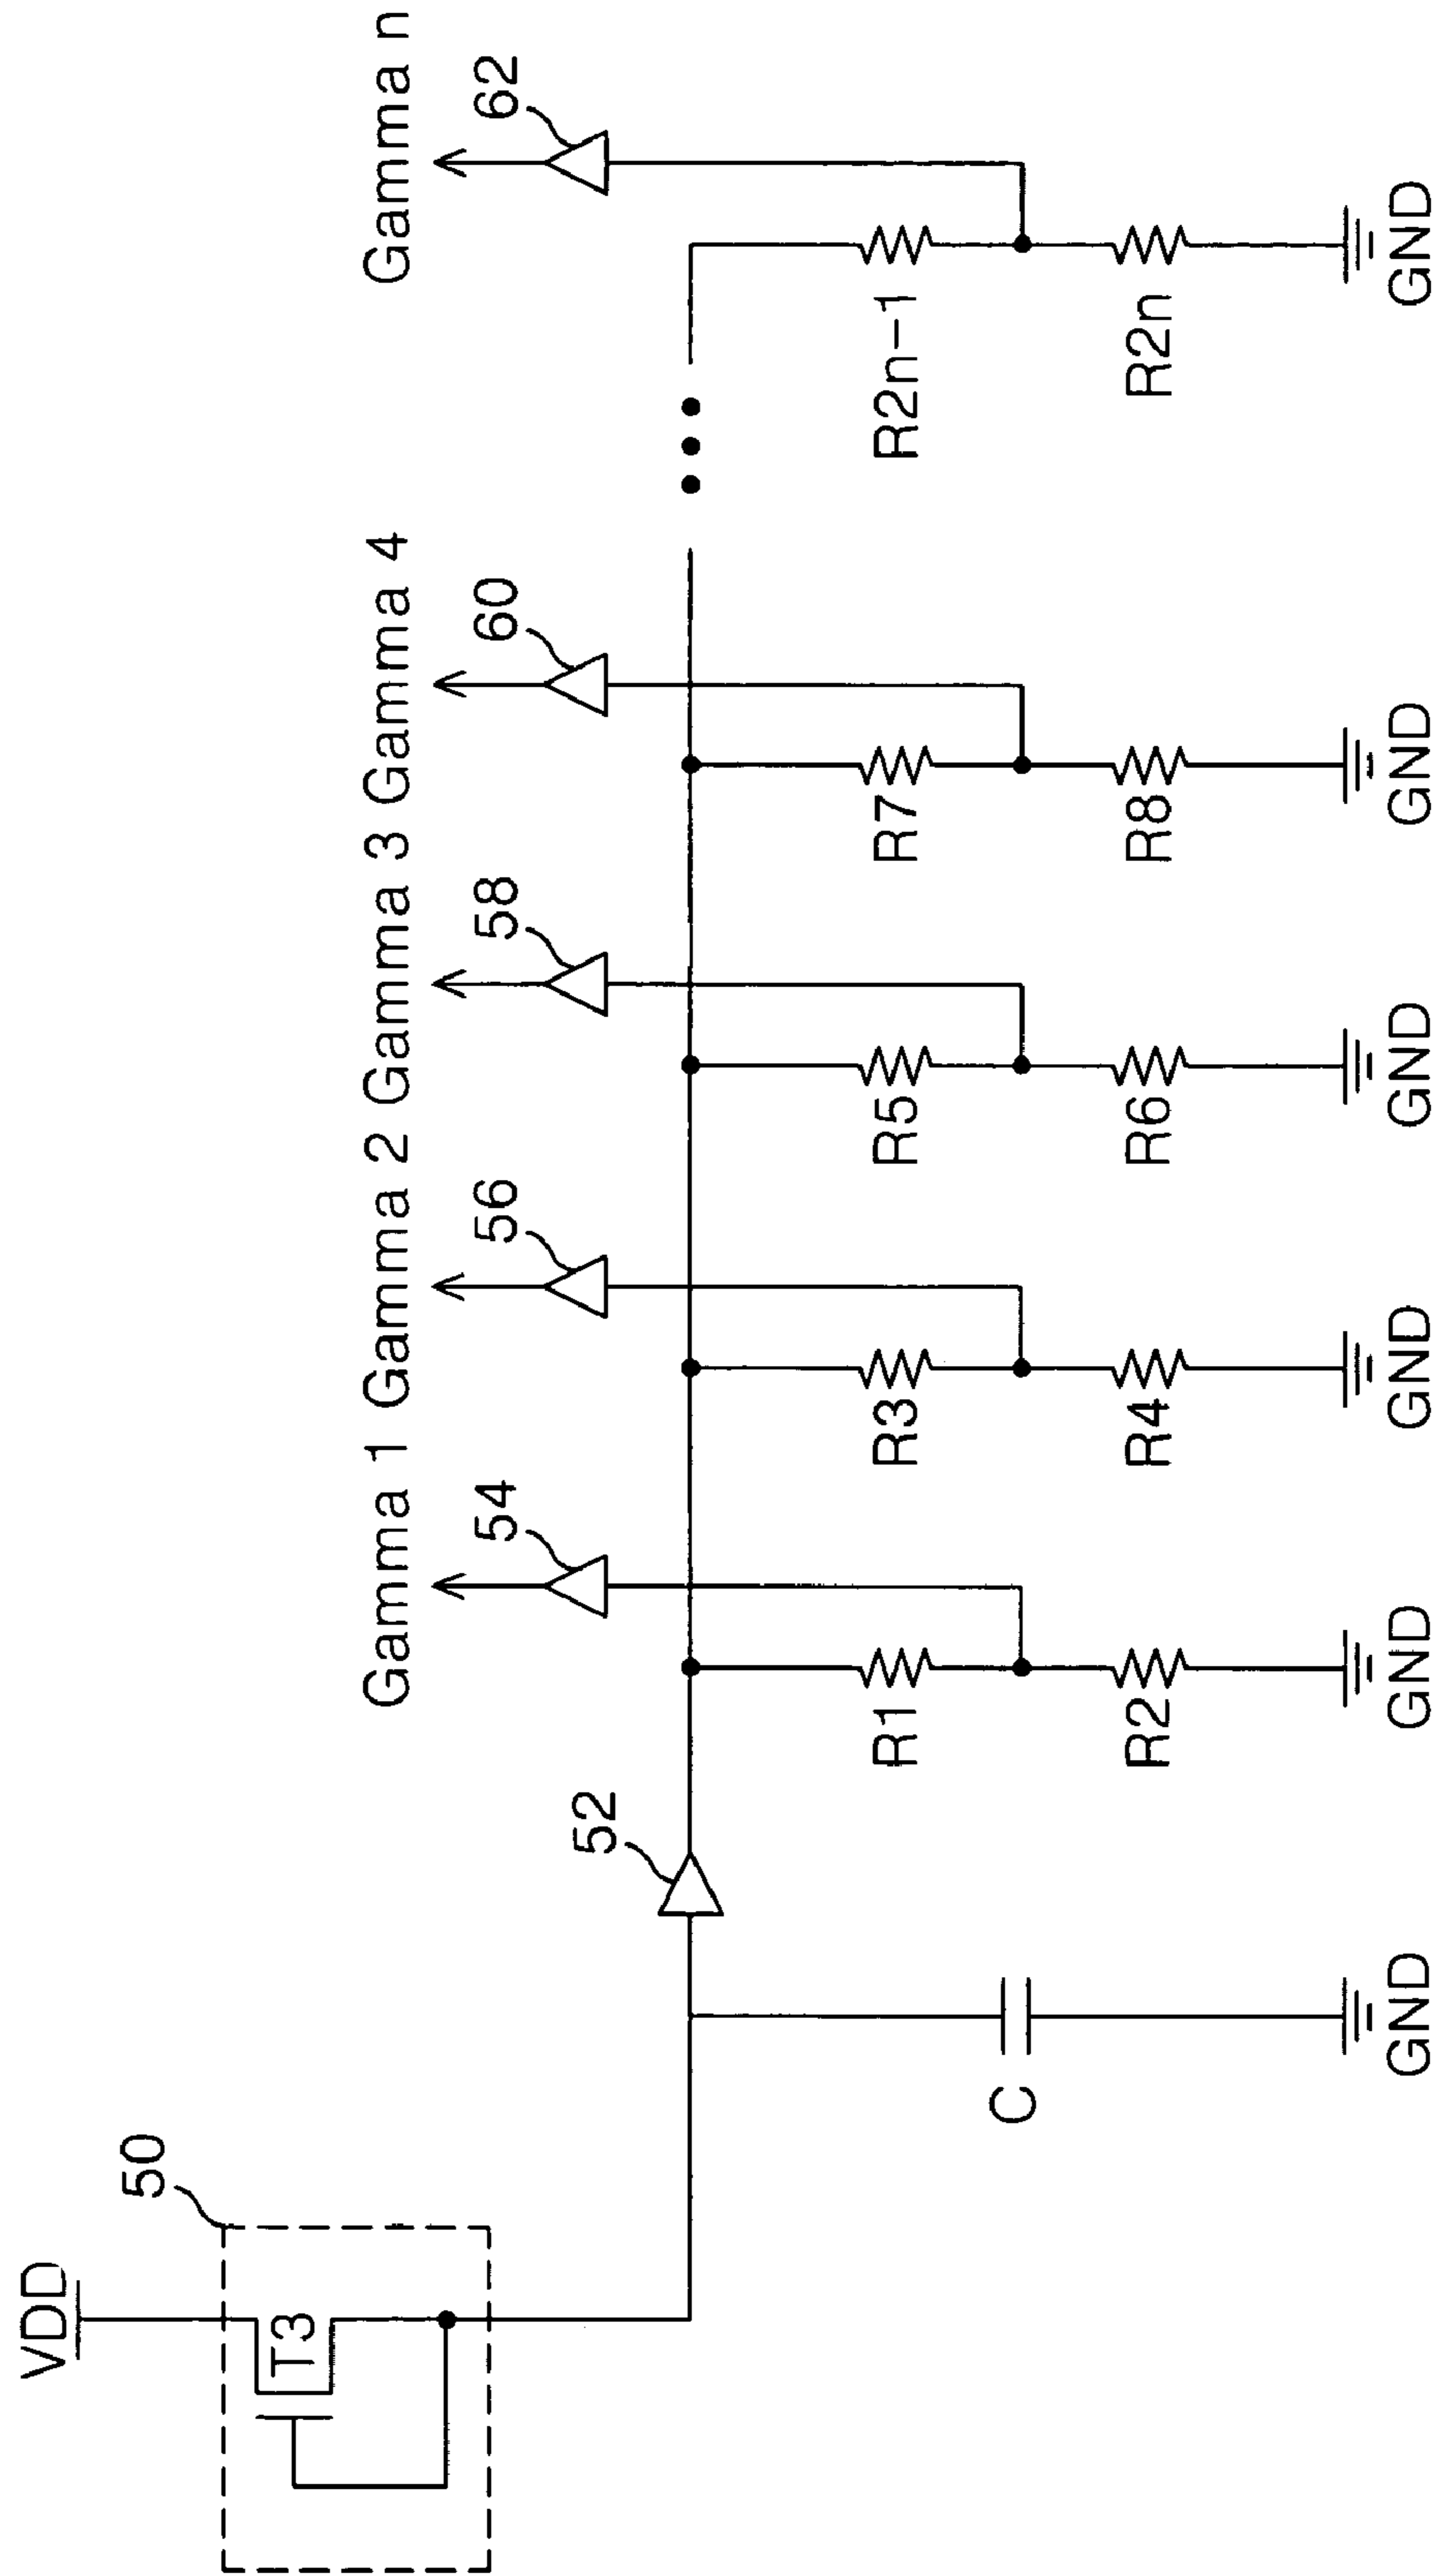 Gamma 1 Gamma 2 Gamma 3 Gamma 4 Gamma n
54
56
58
60
62
52
VDD
50
T3
R1
R3
R5
R7
R2n-1
C
R2
R4
R6
R8
R2n
GND
GND
GND
GND
GND
GND